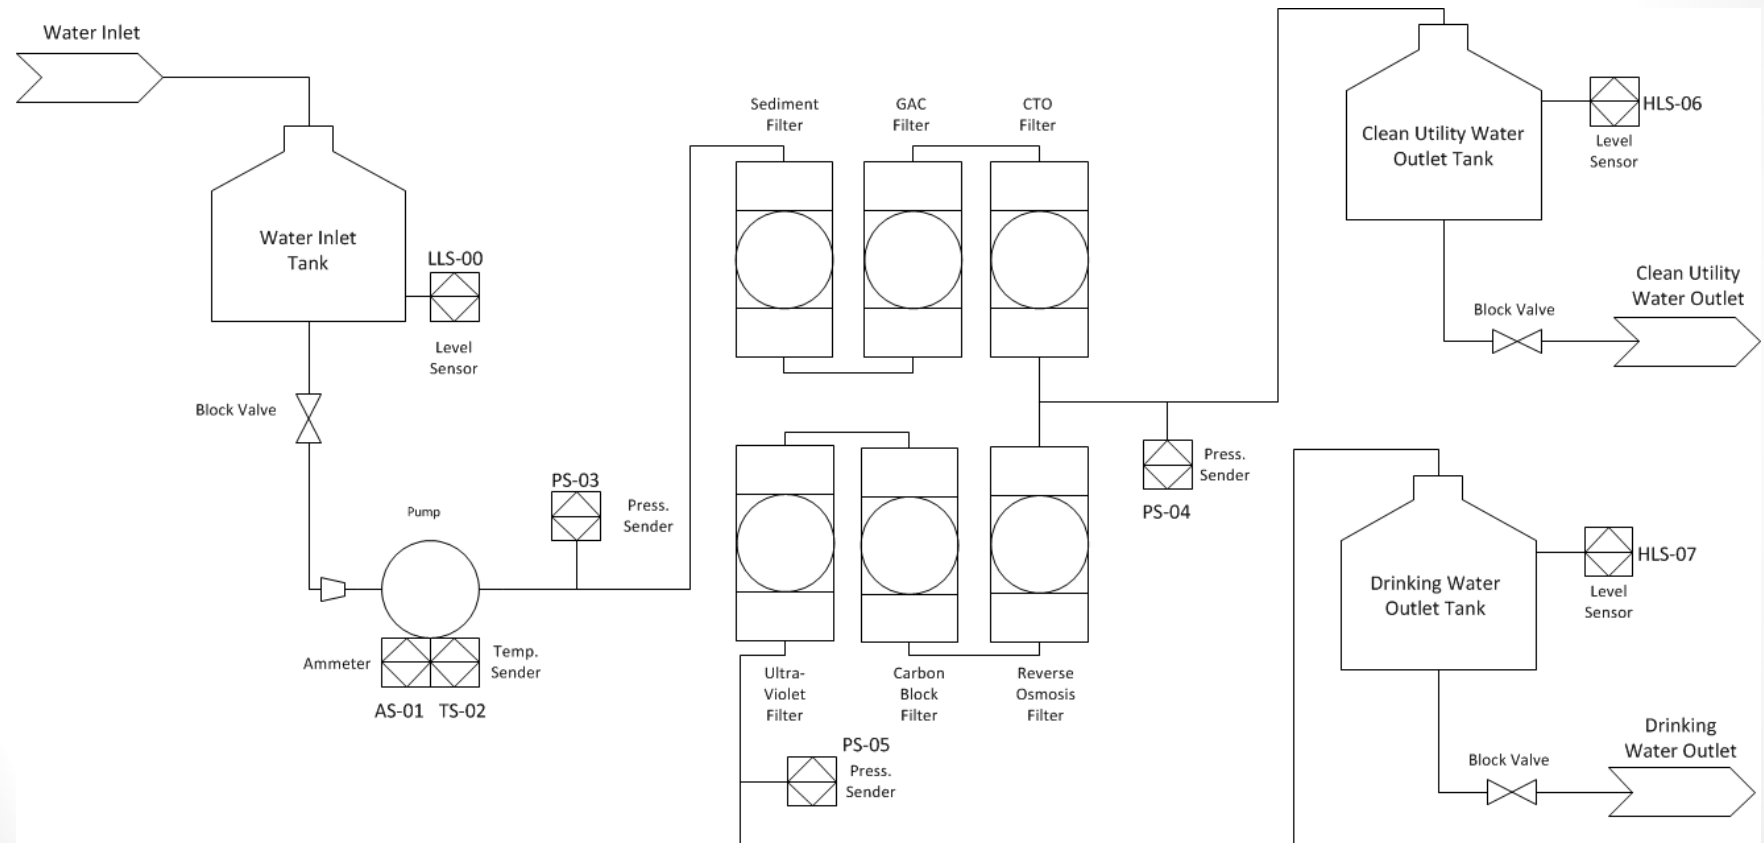 Water Inlet
Water Inlet
Tank
LLS-00
Level
Sensor
Block Valve
Pump
Ammeter
Temp.
Sender
AS-01
TS-02
PS-03
Press.
Sender
Sediment
Filter
GAC
Filter
CTO
Filter
Ultra-
Violet
Filter
Carbon
Block
Filter
Reverse
Osmosis
Filter
PS-05
Press.
Sender
Press.
Sender
PS-04
Clean Utility Water
Outlet Tank
HLS-06
Level
Sensor
Block Valve
Clean Utility
Water Outlet
Drinking Water
Outlet Tank
HLS-07
Level
Sensor
Block Valve
Drinking
Water Outlet